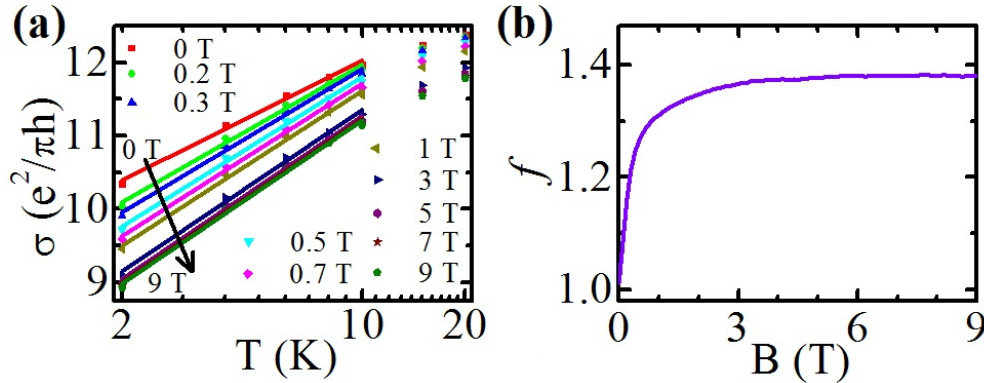 (a)
12
11
10
9
σ (e²/πh)
0 T
0.2 T
0.3 T
0 T
9 T
0.5 T
0.7 T
1 T
3 T
5 T
7 T
9 T
2
10
20
T (K)
(b)
1.4
1.2
1.0
f
0
3
6
9
B (T)